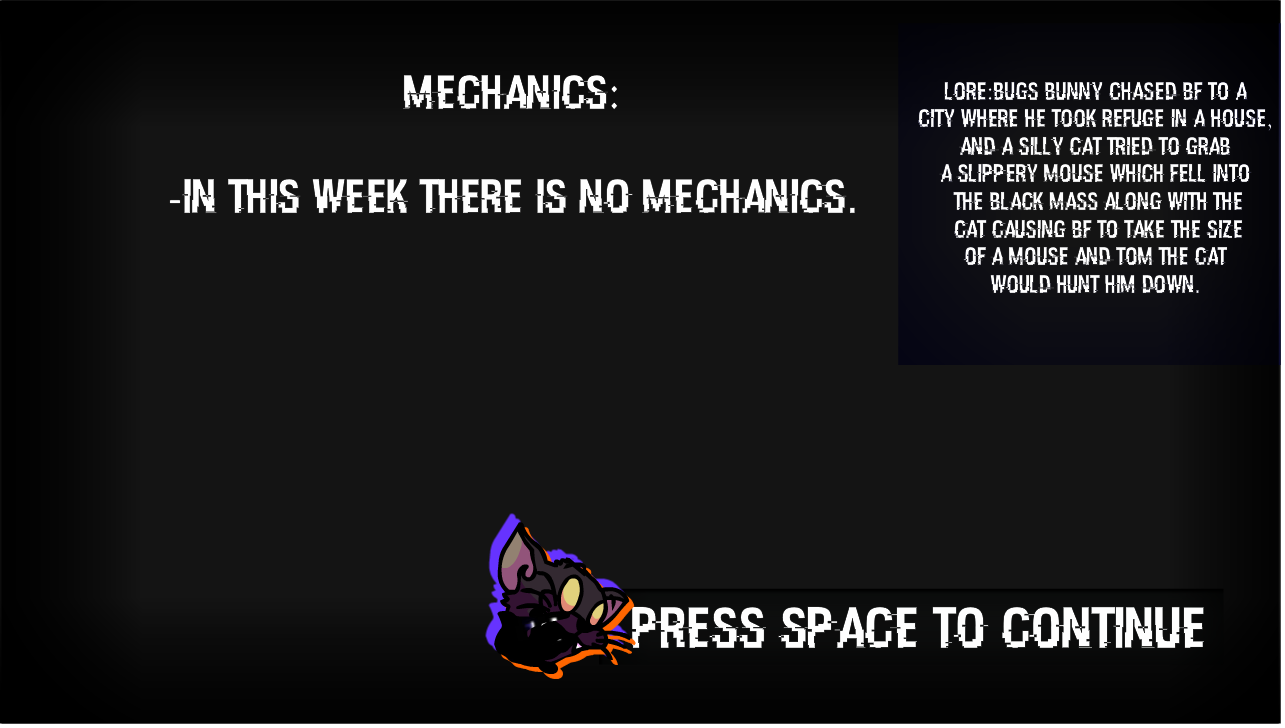 MECHANICS:
-IN THIS WEEK THERE IS NO MECHANICS.
LORE:BUGS BUNNY CHASED BF TO A
CITY WHERE HE TOOK REFUGE IN A HOUSE,
AND A SILLY CAT TRIED TO GRAB
A SLIPPERY MOUSE WHICH FELL INTO
THE BLACK MASS ALONG WITH THE
CAT CAUSING BF TO TAKE THE SIZE
OF A MOUSE AND TOM THE CAT
WOULD HUNT HIM DOWN.
PRESS SPACE TO CONTINUE